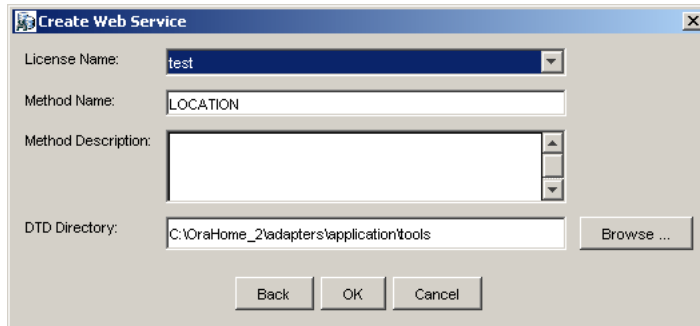 Create Web Service
License Name: test
Method Name: LOCATION
Method Description:
DTD Directory: C:\OraHome_2\adapters\application\tools Browse ...
Back OK Cancel